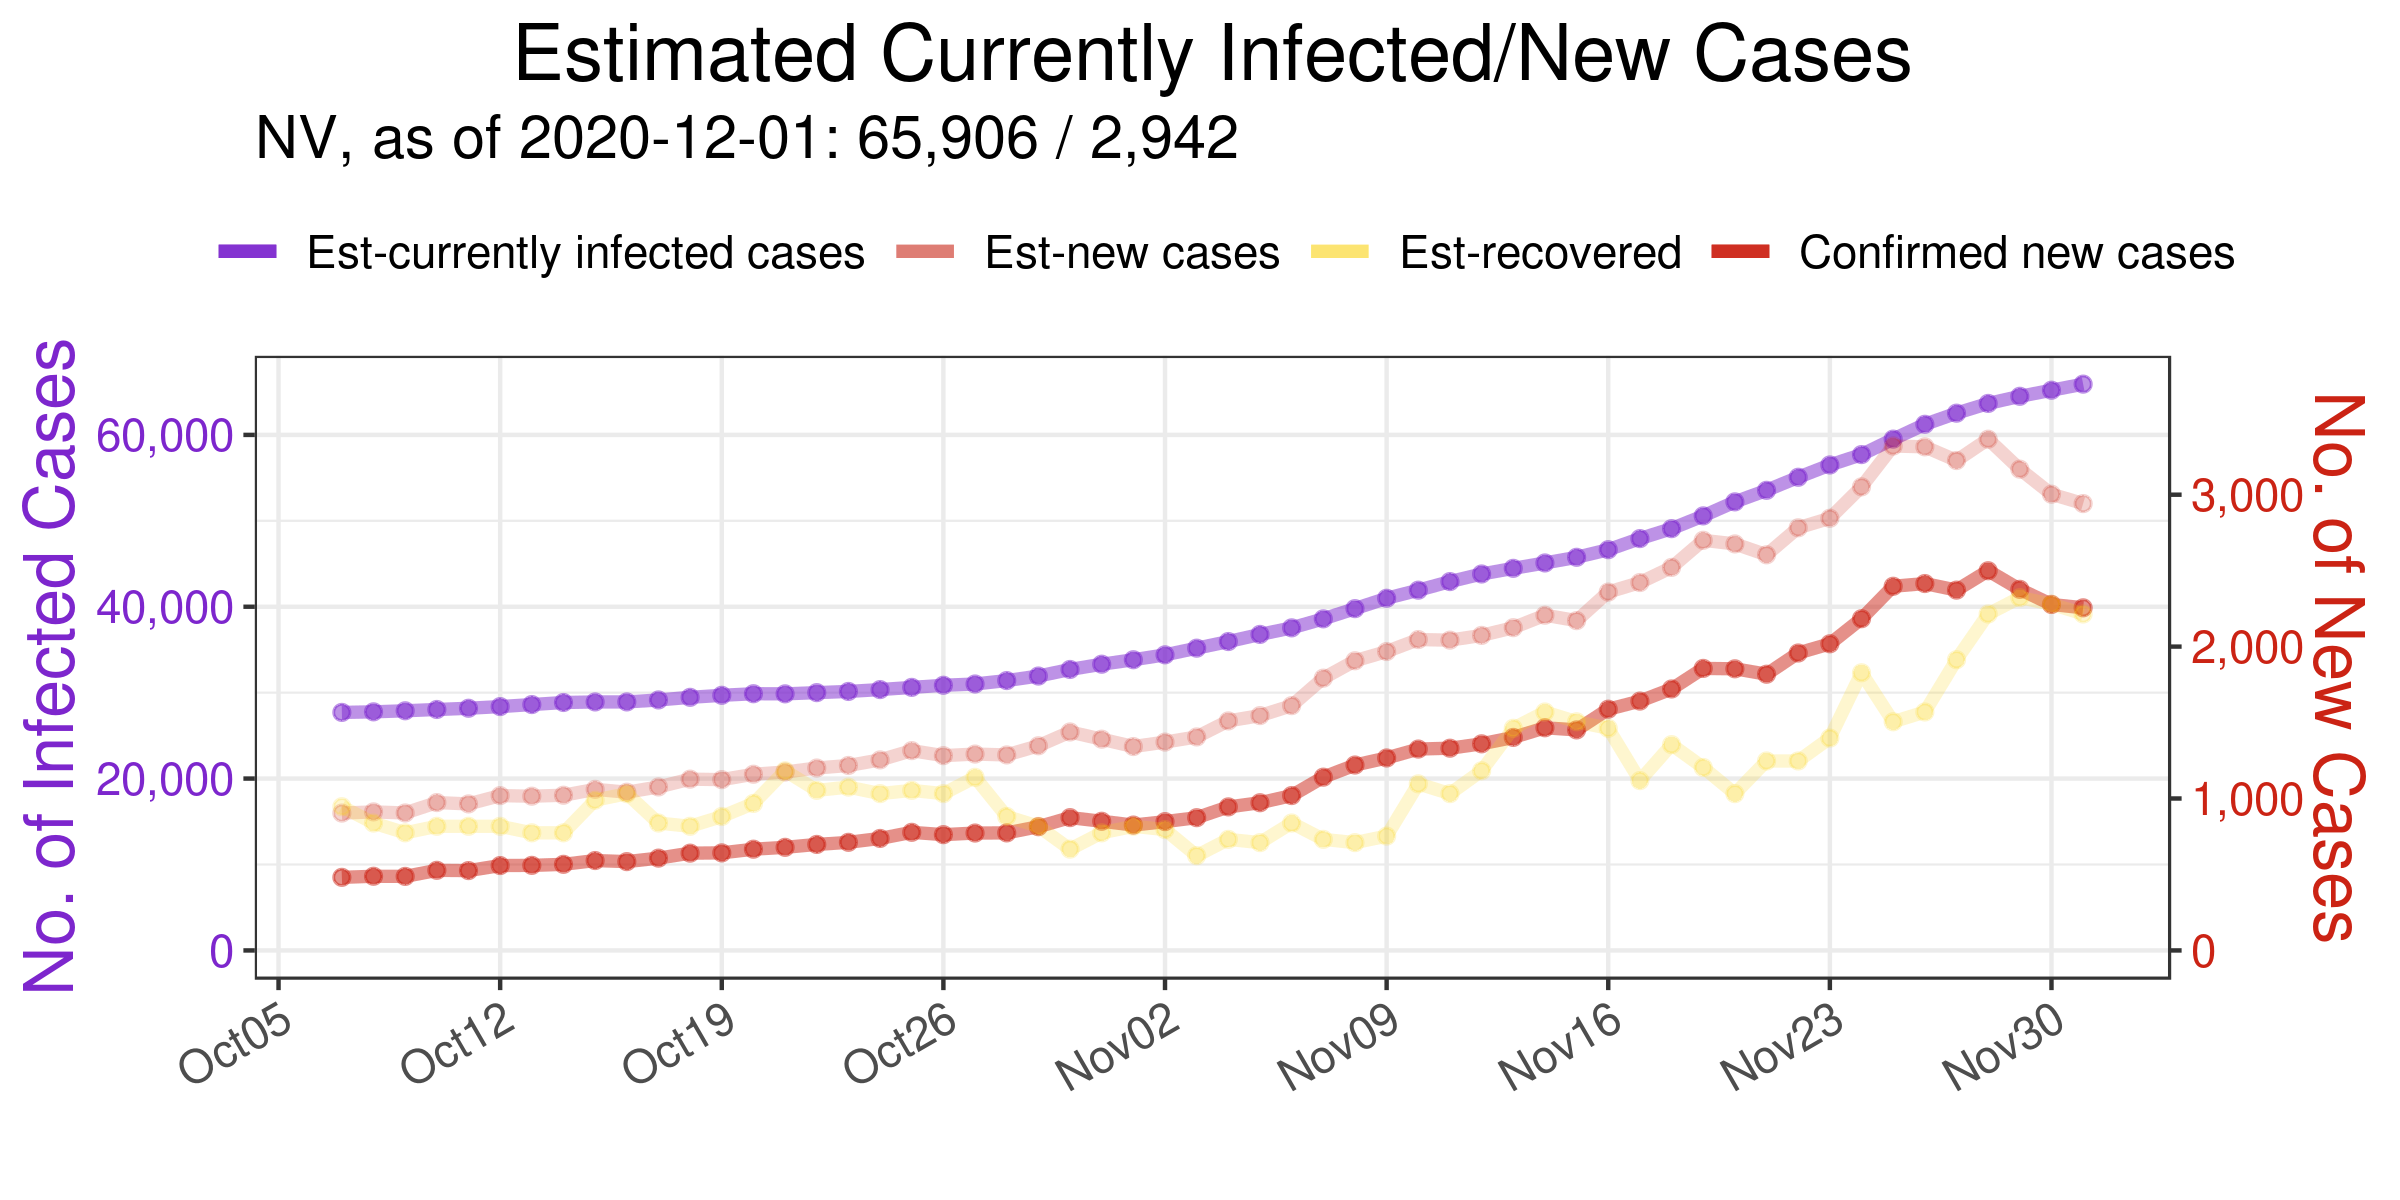 Estimated Currently Infected/New Cases
NV, as of 2020-12-01: 65,906 / 2,942
Est-currently infected cases Est-new cases Est-recovered Confirmed new cases
No. of Infected Cases
60,000
40,000
20,000
0
No. of New Cases
3,000
2,000
1,000
0
Oct05 Oct12 Oct19 Oct26 Nov02 Nov09 Nov16 Nov23 Nov30